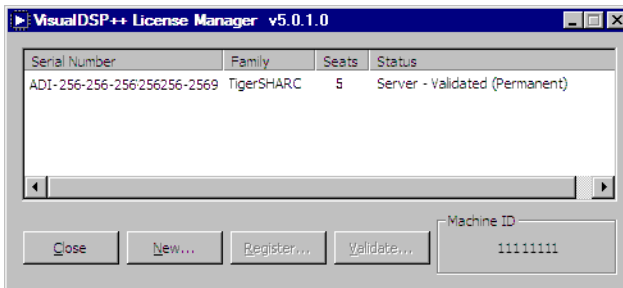 VisualDSP++ License Manager v5.0.1.0
Serial Number Family Seats Status
ADI-256-256-256256256-2569 TigerSHARC 5 Server - Validated (Permanent)
Machine ID
Close New... Register... Validate... 11111111